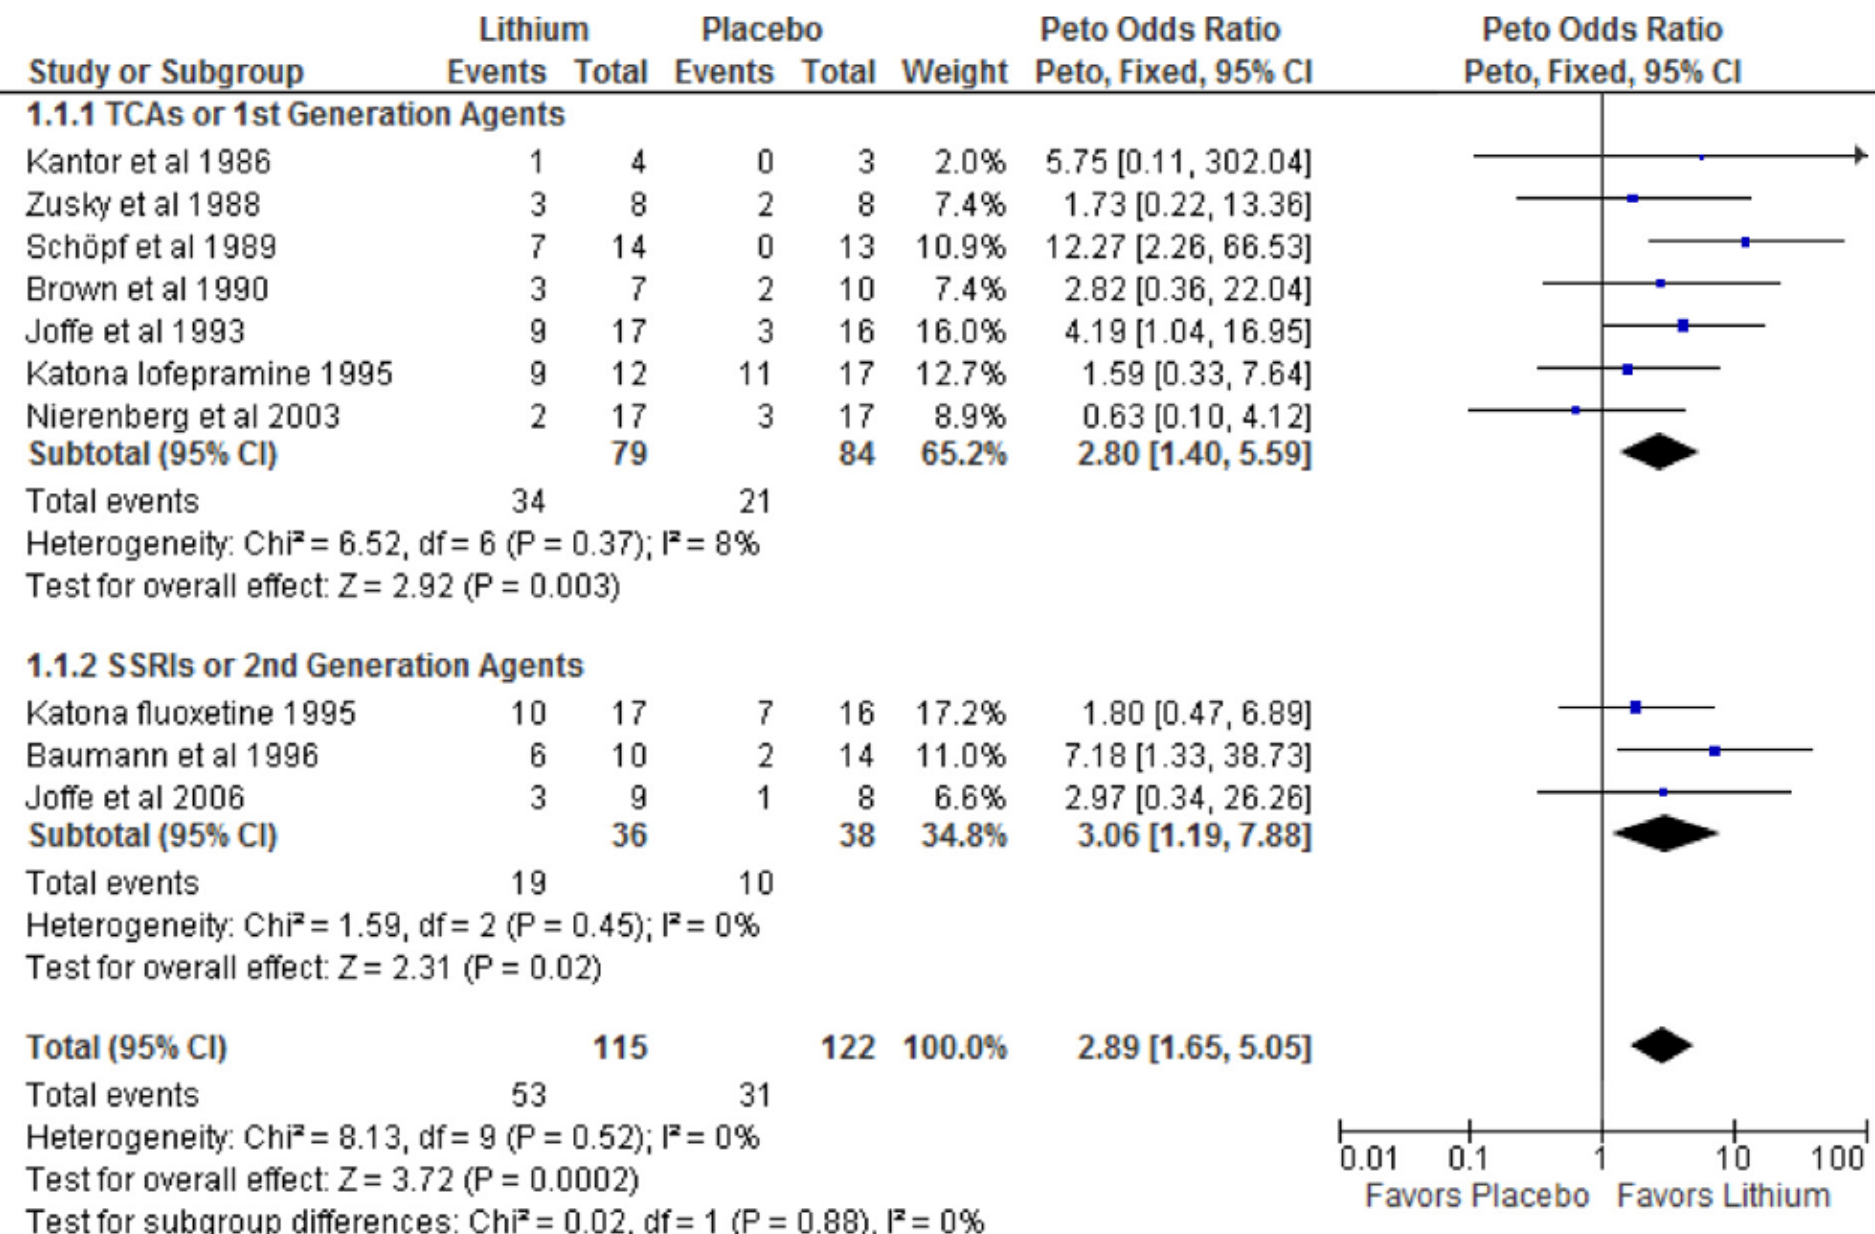 Lithium Placebo Peto Odds Ratio Peto Odds Ratio
Study or Subgroup Events Total Events Total Weight Peto, Fixed, 95% CI Peto, Fixed, 95% CI
1.1.1 TCAs or 1st Generation Agents
Kantor et al 1986 1 4 0 3 2.0% 5.75 [0.11, 302.04]
Zusky et al 1988 3 8 2 8 7.4% 1.73 [0.22, 13.36]
Schöpf et al 1989 7 14 0 13 10.9% 12.27 [2.26, 66.53]
Brown et al 1990 3 7 2 10 7.4% 2.82 [0.36, 22.04]
Joffe et al 1993 9 17 3 16 16.0% 4.19 [1.04, 16.95]
Katona lofepramine 1995 9 12 11 17 12.7% 1.59 [0.33, 7.64]
Nierenberg et al 2003 2 17 3 17 8.9% 0.63 [0.10, 4.12]
Subtotal (95% CI) 79 84 65.2% 2.80 [1.40, 5.59]
Total events 34 21
Heterogeneity: Chi² = 6.52, df = 6 (P = 0.37); I² = 8%
Test for overall effect: Z = 2.92 (P = 0.003)
1.1.2 SSRIs or 2nd Generation Agents
Katona fluoxetine 1995 10 17 7 16 17.2% 1.80 [0.47, 6.89]
Baumann et al 1996 6 10 2 14 11.0% 7.18 [1.33, 38.73]
Joffe et al 2006 3 9 1 8 6.6% 2.97 [0.34, 26.26]
Subtotal (95% CI) 36 38 34.8% 3.06 [1.19, 7.88]
Total events 19 10
Heterogeneity: Chi² = 1.59, df = 2 (P = 0.45); I² = 0%
Test for overall effect: Z = 2.31 (P = 0.02)
Total (95% CI) 115 122 100.0% 2.89 [1.65, 5.05]
Total events 53 31
Heterogeneity: Chi² = 8.13, df = 9 (P = 0.52); I² = 0%
Test for overall effect: Z = 3.72 (P = 0.0002)
Test for subgroup differences: Chi² = 0.02, df = 1 (P = 0.88), I² = 0%
0.01 0.1 1 10 100
Favors Placebo Favors Lithium